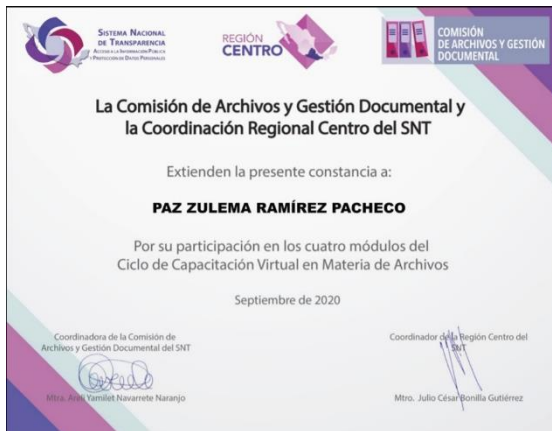 SISTEMA NACIONAL
DE TRANSPARENCIA
ACCESO A LA INFORMACIÓN PÚBLICA
Y PROTECCIÓN DE DATOS PERSONALES
REGIÓN
CENTRO
COMISIÓN
DE ARCHIVOS Y GESTIÓN
DOCUMENTAL
La Comisión de Archivos y Gestión Documental y
la Coordinación Regional Centro del SNT
Extienden la presente constancia a:
PAZ ZULEMA RAMÍREZ PACHECO
Por su participación en los cuatro módulos del
Ciclo de Capacitación Virtual en Materia de Archivos
Septiembre de 2020
Coordinadora de la Comisión de
Archivos y Gestión Documental del SNT
Mtra. Areli Yamilet Navarrete Naranjo
Coordinador de la Región Centro del
SNT
Mtro. Julio César Bonilla Gutiérrez